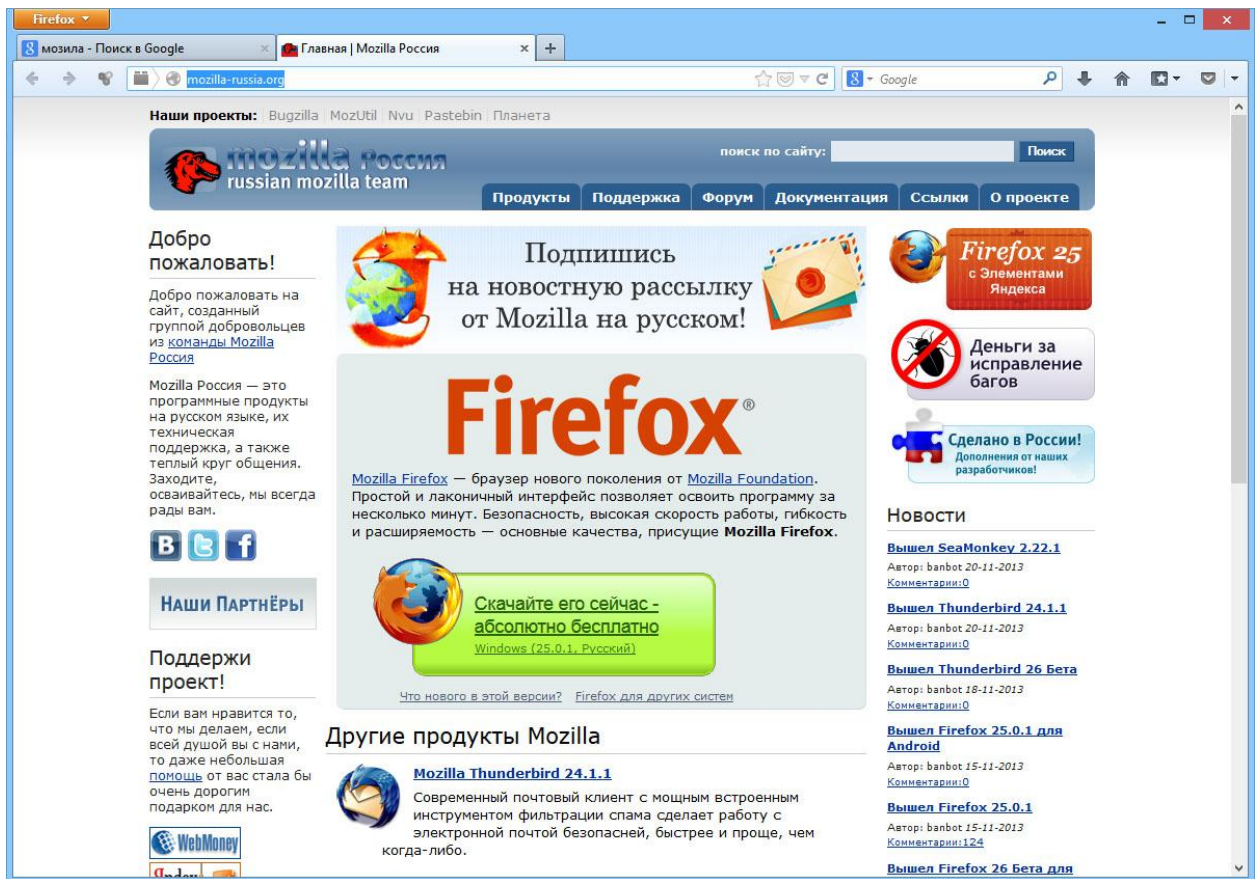 Firefox
мозила - Поиск в Google
Главная | Mozilla Россия
mozilla-russia.org
Google
Наши проекты: Bugzilla MozUtil Nvu Pastebin Планета
mozilla Россия
russian mozilla team
поиск по сайту:
Поиск
Продукты Поддержка Форум Документация Ссылки О проекте
Добро
пожаловать!
Добро пожаловать на
сайт, созданный
группой добровольцев
из команды Mozilla
Россия
Mozilla Россия — это
программные продукты
на русском языке, их
техническая
поддержка, а также
теплый круг общения.
Заходите,
осваивайтесь, мы всегда
рады вам.
В t f
Наши Партнёры
Поддержи
проект!
Если вам нравится то,
что мы делаем, если
всей душой вы с нами,
то даже небольшая
помощь от вас стала бы
очень дорогим
подарком для нас.
WebMoney
Подпишись
на новостную рассылку
от Mozilla на русском!
Firefox®
Mozilla Firefox — браузер нового поколения от Mozilla Foundation.
Простой и лаконичный интерфейс позволяет освоить программу за
несколько минут. Безопасность, высокая скорость работы, гибкость
и расширяемость — основные качества, присущие Mozilla Firefox.
Скачайте его сейчас -
абсолютно бесплатно
Windows (25.0.1, Русский)
Что нового в этой версии? Firefox для других систем
Другие продукты Mozilla
Mozilla Thunderbird 24.1.1
Современный почтовый клиент с мощным встроенным
инструментом фильтрации спама сделает работу с
электронной почтой безопасней, быстрее и проще, чем
когда-либо.
Firefox 25
с Элементами
Яндекса
Деньги за
исправление
багов
Сделано в России!
Дополнения от наших
разработчиков!
Новости
Вышел SeaMonkey 2.22.1
Автор: banbot 20-11-2013
Комментарии:0
Вышел Thunderbird 24.1.1
Автор: banbot 20-11-2013
Комментарии:0
Вышел Thunderbird 26 Бета
Автор: banbot 18-11-2013
Комментарии:0
Вышел Firefox 25.0.1 для
Android
Автор: banbot 15-11-2013
Комментарии:0
Вышел Firefox 25.0.1
Автор: banbot 15-11-2013
Комментарии:124
Вышел Firefox 26 Бета для